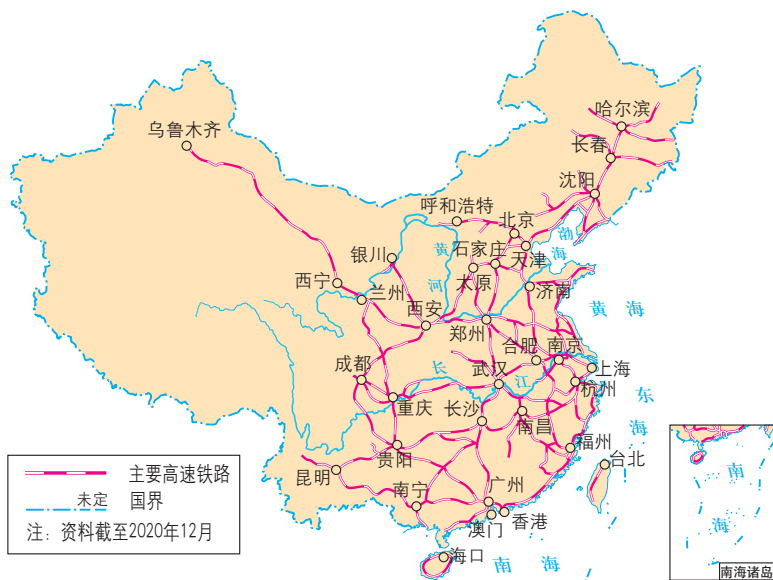 哈尔滨
乌鲁木齐
长春
沈阳
呼和浩特
北京
渤海
银川
黄河
石家庄
天津
西宁
太原
济南
兰州
西安
郑州
黄海
合肥
南京
成都
武汉
长江
上海
杭州
重庆
长沙
南昌
东海
贵阳
福州
昆明
台北
南宁
广州
香港
澳门
海口
南海
主要高速铁路
未定 国界
注：资料截至2020年12月
南海
南海诸岛